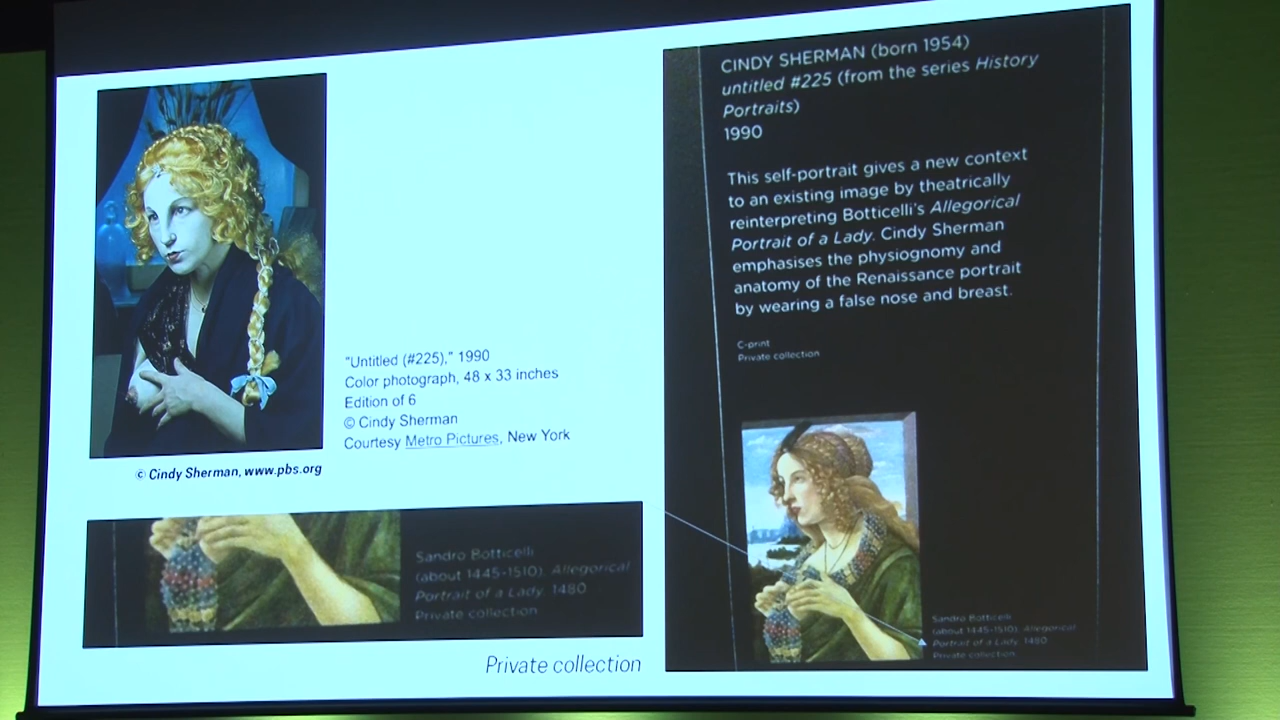 "Untitled (#225)," 1990
Color photograph, 48 x 33 inches
Edition of 6
© Cindy Sherman
Courtesy Metro Pictures, New York
© Cindy Sherman, www.pbs.org
Sandro Botticelli
(about 1445-1510), Allegorical
Portrait of a Lady, 1480
Private collection
Private collection
CINDY SHERMAN (born 1954)
untitled #225 (from the series History
Portraits)
1990
This self-portrait gives a new context
to an existing image by theatrically
reinterpreting Botticelli's Allegorical
Portrait of a Lady. Cindy Sherman
emphasises the physiognomy and
anatomy of the Renaissance portrait
by wearing a false nose and breast.
C-print
Private collection
Sandro Botticelli
(about 1445-1510), Allegorical
Portrait of a Lady, 1480
Private collection